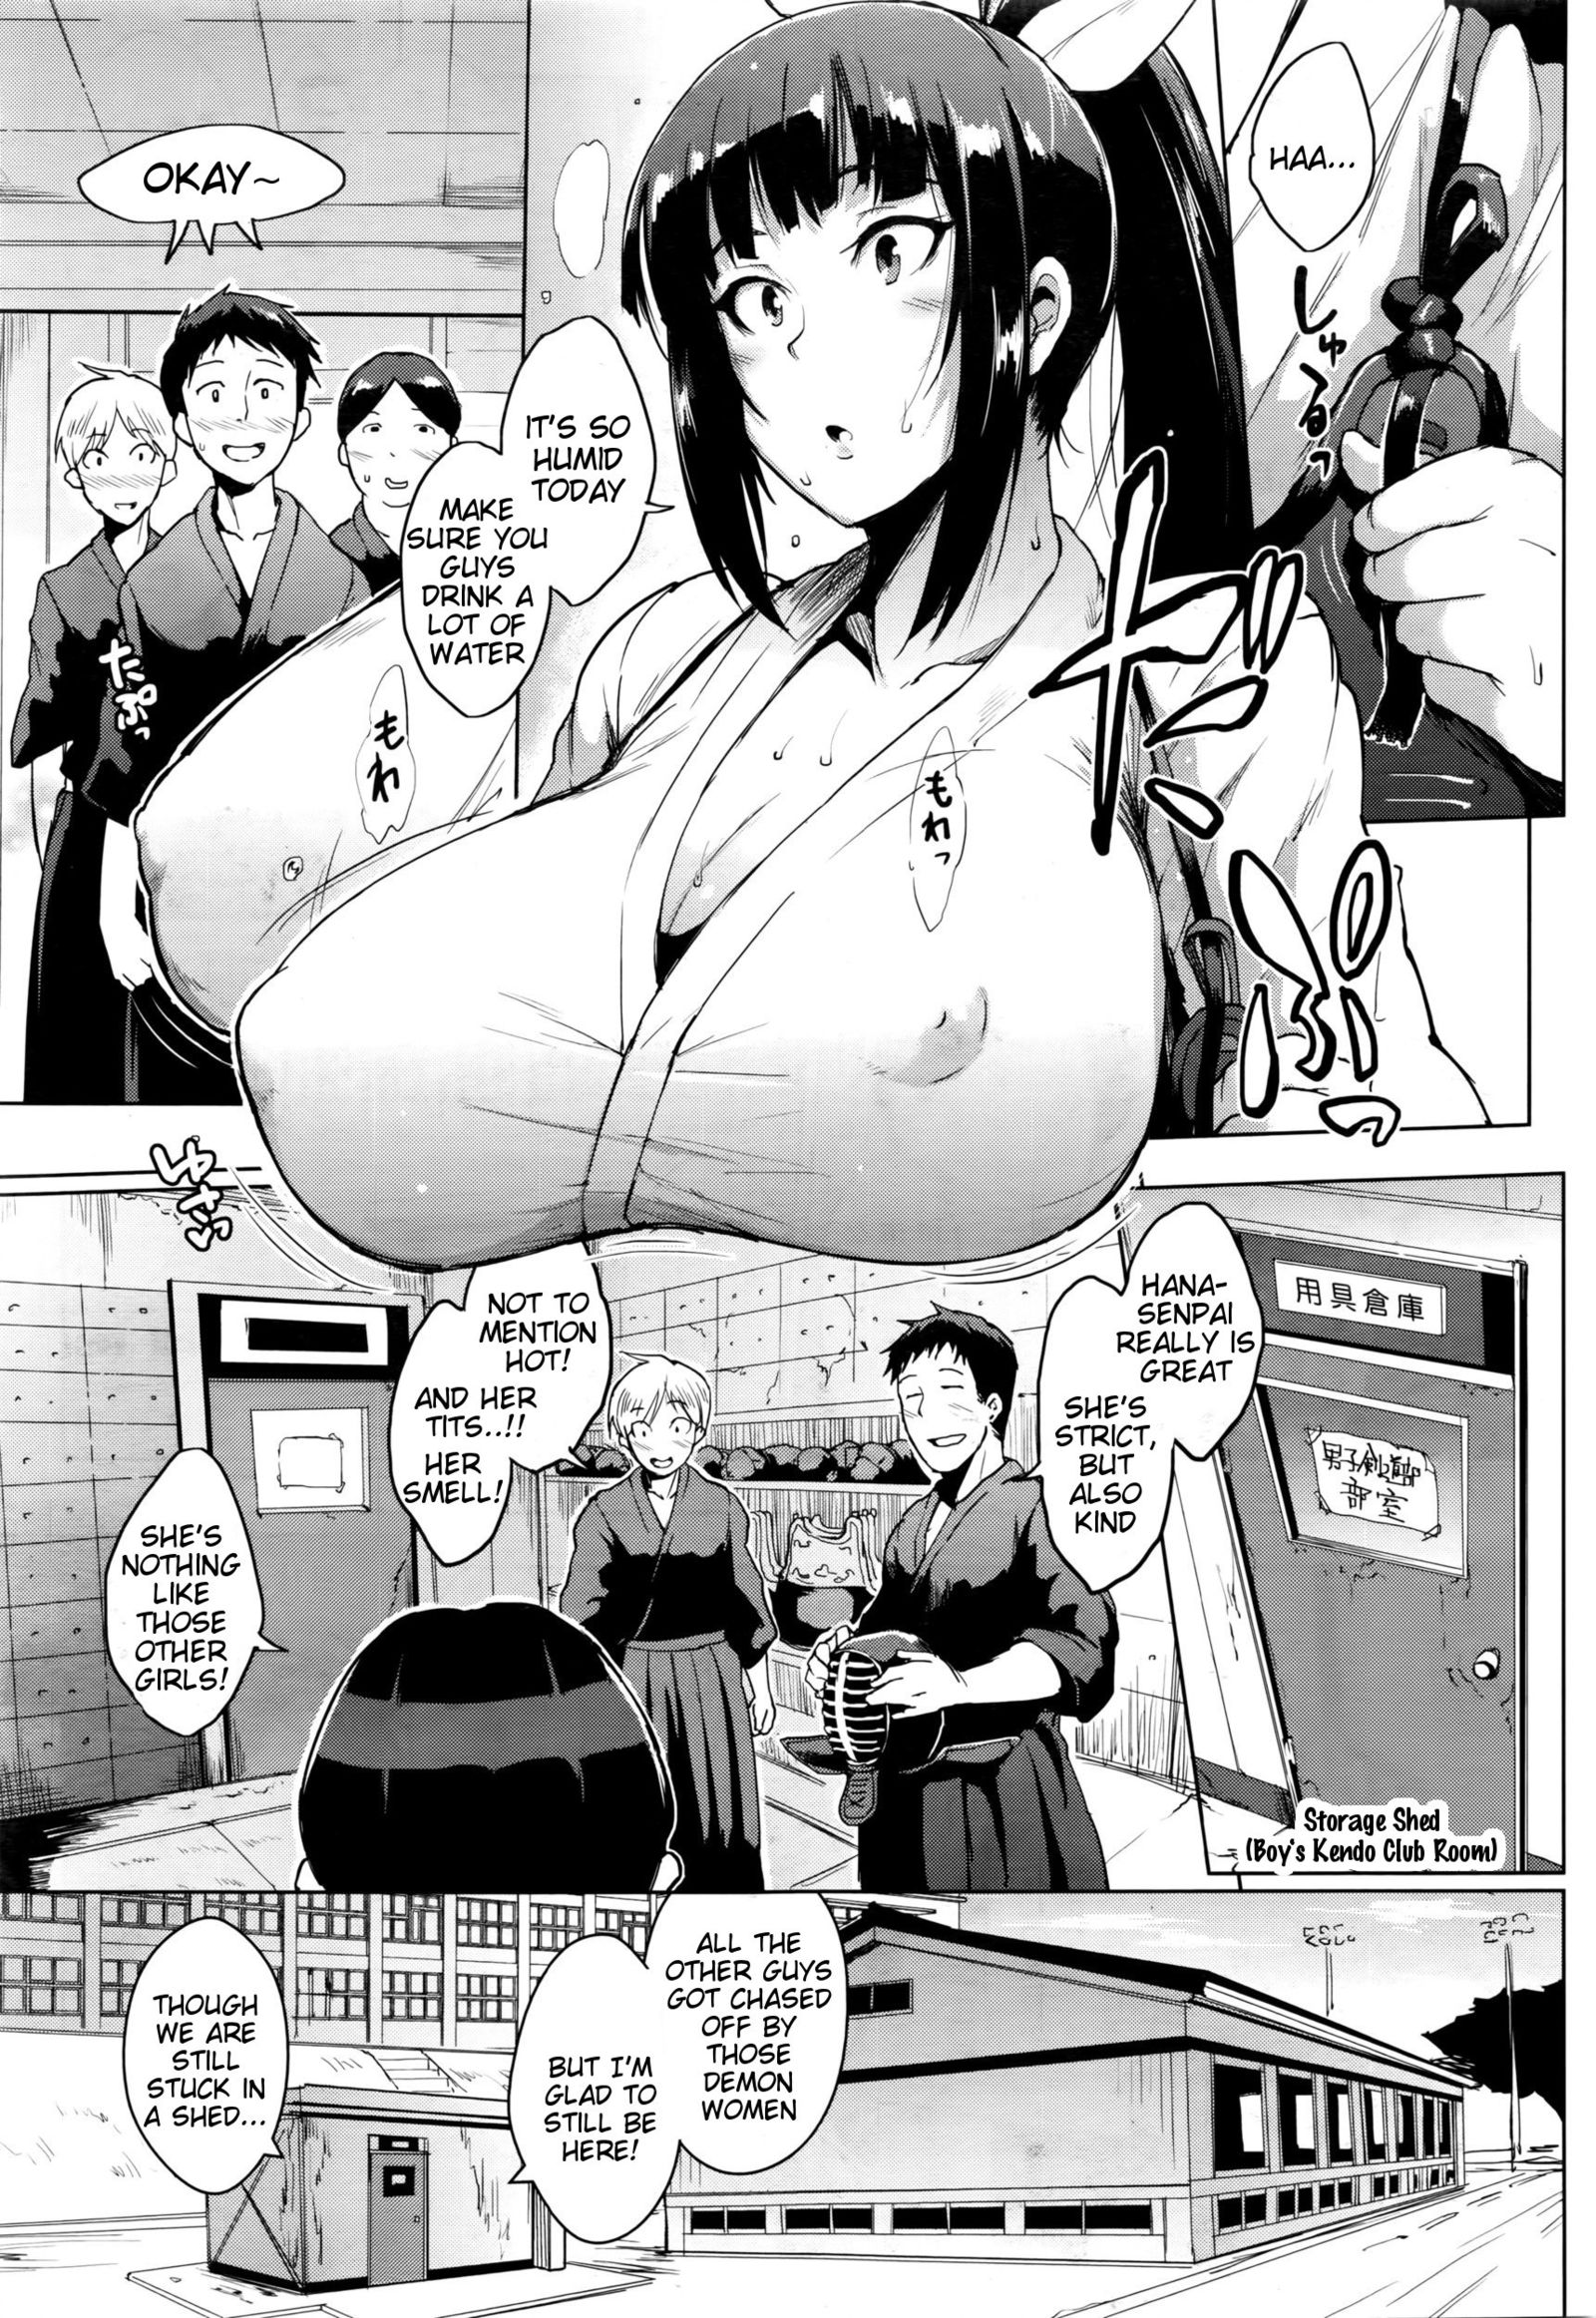 HAA...
しゅるるっ
IT'S SO
HUMID
TODAY
MAKE
SURE YOU
GUYS
DRINK A
LOT OF
WATER
もわっ
もわ
たぷっ
OKAY~
HANA-
SENPAI
REALLY IS
GREAT
SHE'S
STRICT,
BUT
ALSO
KIND
用具倉庫
男子剣道部
部室
Storage Shed
(Boy's Kendo Club Room)
NOT TO
MENTION
HOT!
AND HER
TITS..!!
HER
SMELL!
SHE'S
NOTHING
LIKE
THOSE
OTHER
GIRLS!
ALL THE
OTHER GUYS
GOT CHASED
OFF BY
THOSE
DEMON
WOMEN
BUT I'M
GLAD TO
STILL BE
HERE!
THOUGH
WE ARE
STILL
STUCK IN
A SHED...